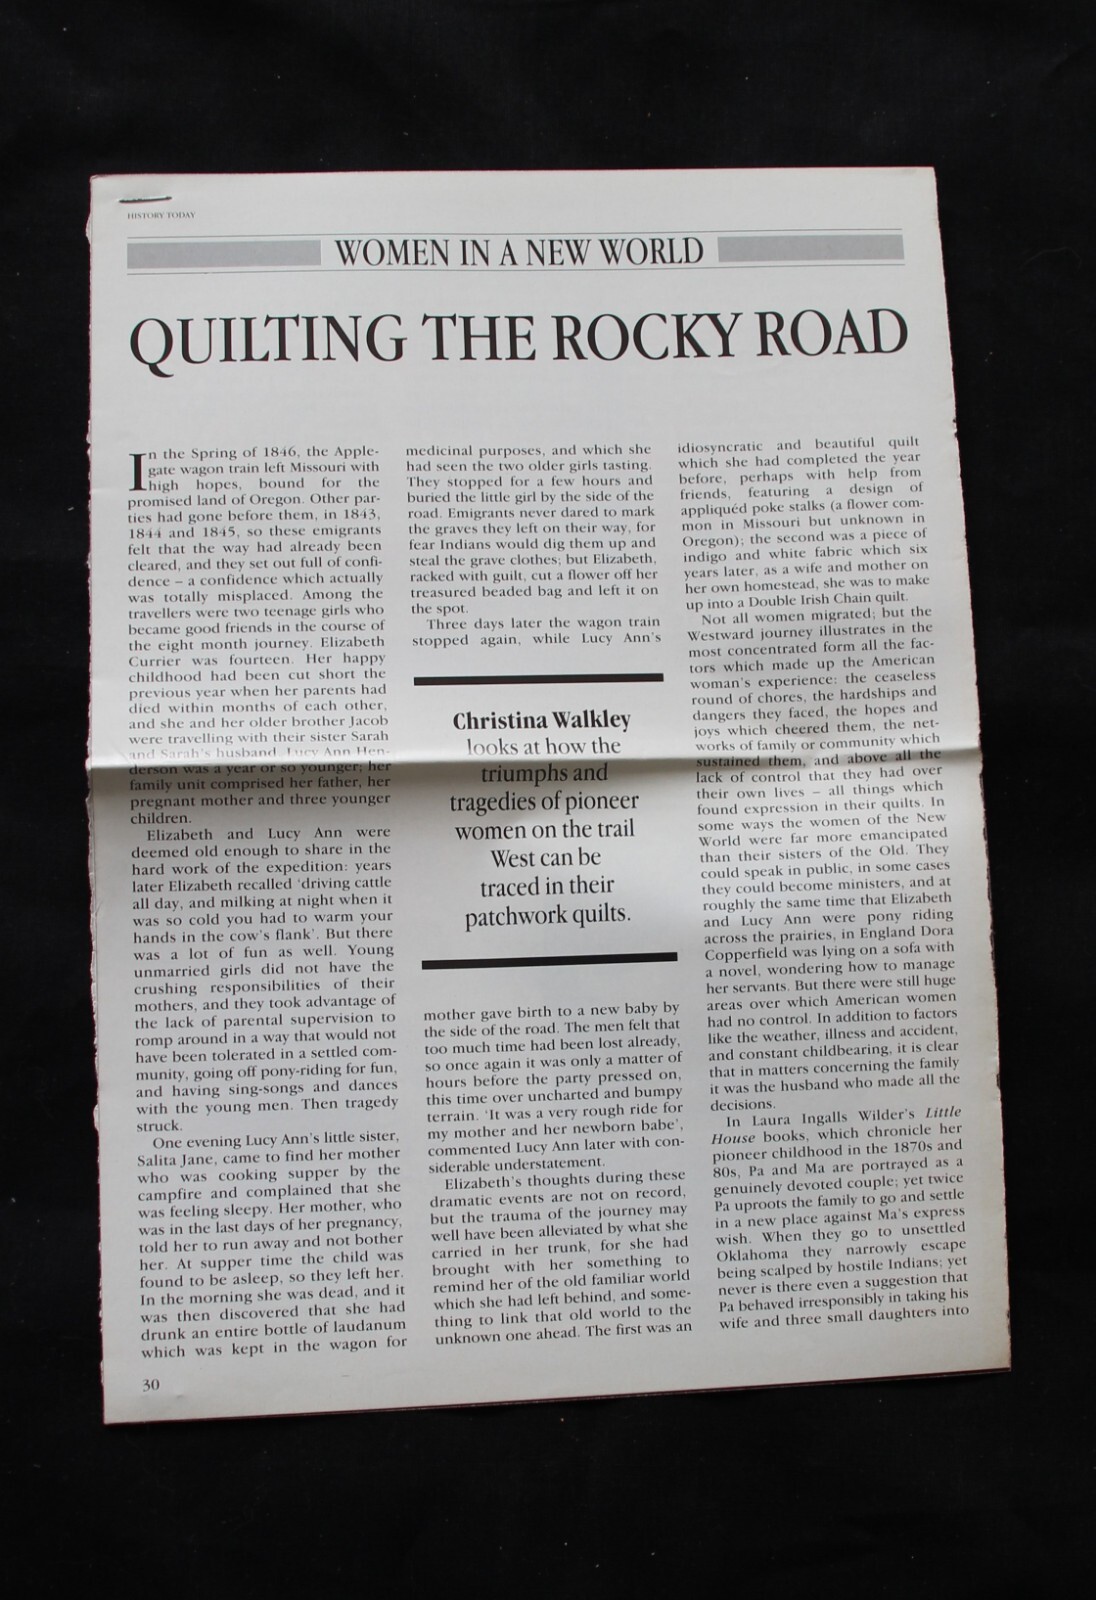 HISTORY TODAY
WOMEN IN A NEW WORLD
QUILTING THE ROCKY ROAD
In the Spring of 1846, the Apple-
gate wagon train left Missouri with
high hopes, bound for the
promised land of Oregon. Other par-
ties had gone before them, in 1843,
1844 and 1845, so these emigrants
felt that the way had already been
cleared, and they set out full of confi-
dence – a confidence which actually
was totally misplaced. Among the
travellers were two teenage girls who
became good friends in the course of
the eight month journey. Elizabeth
Currier was fourteen. Her happy
childhood had been cut short the
previous year when her parents had
died within months of each other,
and she and her older brother Jacob
were travelling with their sister Sarah
and Sarah's husband. Lucy Ann Hen-
derson was a year or so younger; her
family unit comprised her father, her
pregnant mother and three younger
children.
Elizabeth and Lucy Ann were
deemed old enough to share in the
hard work of the expedition: years
later Elizabeth recalled 'driving cattle
all day, and milking at night when it
was so cold you had to warm your
hands in the cow's flank'. But there
was a lot of fun as well. Young
unmarried girls did not have the
crushing responsibilities of their
mothers, and they took advantage of
the lack of parental supervision to
romp around in a way that would not
have been tolerated in a settled com-
munity, going off pony-riding for fun,
and having sing-songs and dances
with the young men. Then tragedy
struck.
One evening Lucy Ann's little sister,
Salita Jane, came to find her mother
who was cooking supper by the
campfire and complained that she
was feeling sleepy. Her mother, who
was in the last days of her pregnancy,
told her to run away and not bother
her. At supper time the child was
found to be asleep, so they left her.
In the morning she was dead, and it
was then discovered that she had
drunk an entire bottle of laudanum
which was kept in the wagon for
medicinal purposes, and which she
had seen the two older girls tasting.
They stopped for a few hours and
buried the little girl by the side of the
road. Emigrants never dared to mark
the graves they left on their way, for
fear Indians would dig them up and
steal the grave clothes; but Elizabeth,
racked with guilt, cut a flower off her
treasured beaded bag and left it on
the spot.
Three days later the wagon train
stopped again, while Lucy Ann's
Christina Walkley
looks at how the
triumphs and
tragedies of pioneer
women on the trail
West can be
traced in their
patchwork quilts.
mother gave birth to a new baby by
the side of the road. The men felt that
too much time had been lost already,
so once again it was only a matter of
hours before the party pressed on,
this time over uncharted and bumpy
terrain. 'It was a very rough ride for
my mother and her newborn babe',
commented Lucy Ann later with con-
siderable understatement.
Elizabeth's thoughts during these
dramatic events are not on record,
but the trauma of the journey may
well have been alleviated by what she
carried in her trunk, for she had
brought with her something to
remind her of the old familiar world
which she had left behind, and some-
thing to link that old world to the
unknown one ahead. The first was an
idiosyncratic and beautiful quilt
which she had completed the year
before, perhaps with help from
friends, featuring a design of
appliquéd poke stalks (a flower com-
mon in Missouri but unknown in
Oregon); the second was a piece of
indigo and white fabric which six
years later, as a wife and mother on
her own homestead, she was to make
up into a Double Irish Chain quilt.
Not all women migrated; but the
Westward journey illustrates in the
most concentrated form all the fac-
tors which made up the American
woman's experience: the ceaseless
round of chores, the hardships and
dangers they faced, the hopes and
joys which cheered them, the net-
works of family or community which
sustained them, and above all the
lack of control that they had over
their own lives – all things which
found expression in their quilts. In
some ways the women of the New
World were far more emancipated
than their sisters of the Old. They
could speak in public, in some cases
they could become ministers, and at
roughly the same time that Elizabeth
and Lucy Ann were pony riding
across the prairies, in England Dora
Copperfield was lying on a sofa with
a novel, wondering how to manage
her servants. But there were still huge
areas over which American women
had no control. In addition to factors
like the weather, illness and accident,
and constant childbearing, it is clear
that in matters concerning the family
it was the husband who made all the
decisions.
In Laura Ingalls Wilder's Little
House books, which chronicle her
pioneer childhood in the 1870s and
80s, Pa and Ma are portrayed as a
genuinely devoted couple; yet twice
Pa uproots the family to go and settle
in a new place against Ma's express
wish. When they go to unsettled
Oklahoma they narrowly escape
being scalped by hostile Indians; yet
never is there even a suggestion that
Pa behaved irresponsibly in taking his
wife and three small daughters into
30